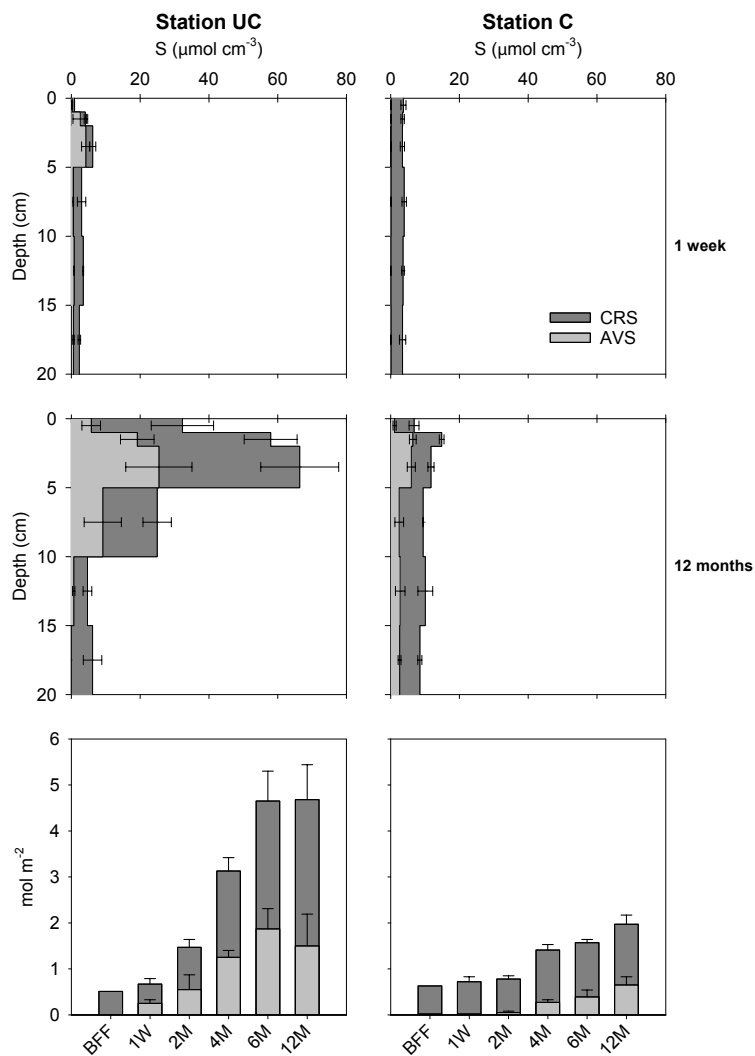 Station UC
Station C
S (µmol cm-3)
S (µmol cm-3)
0 20 40 60 80
0 20 40 60 80
0
5
10
15
20
Depth (cm)
1 week
CRS
AVS
0
5
10
15
20
Depth (cm)
12 months
6
5
4
3
2
1
0
mol m-2
BFF 1W 2M 4M 6M 12M
BFF 1W 2M 4M 6M 12M